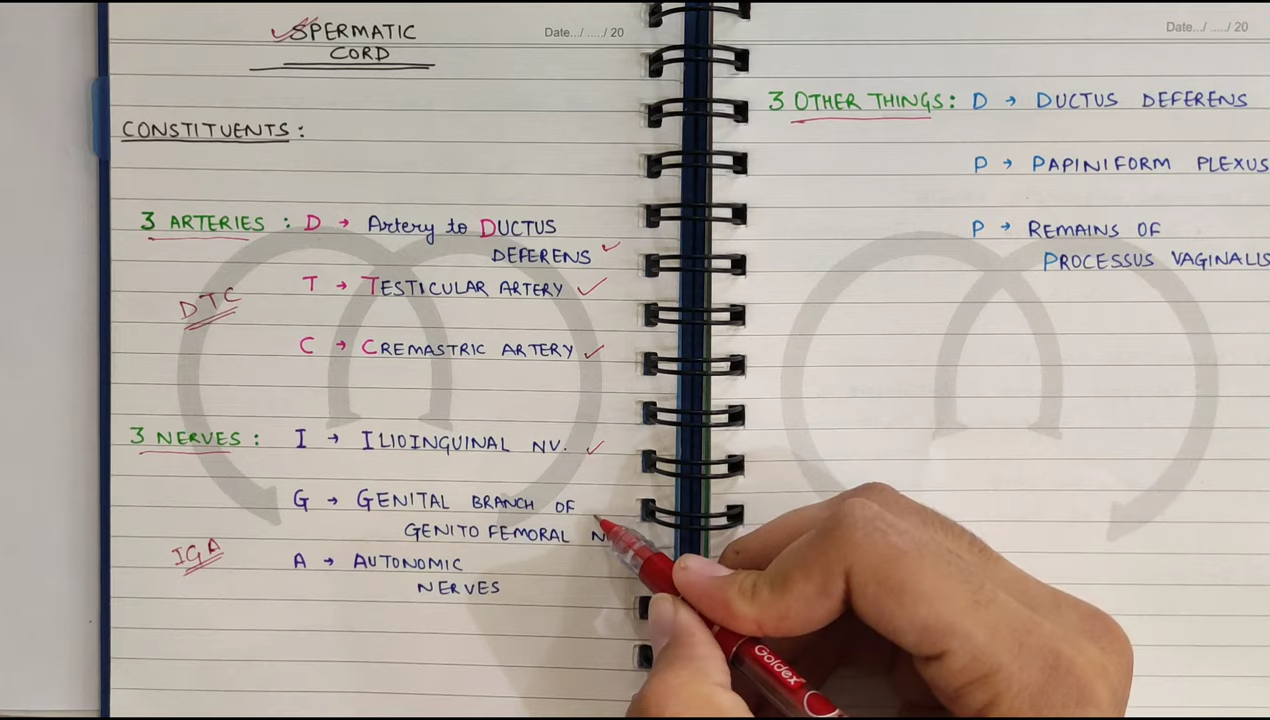 SPERMATIC
CORD
Date.../ ...../ 20
CONSTITUENTS:
3 ARTERIES : D → Artery to DUCTUS
DEFERENS
T → TESTICULAR ARTERY
DTC
C → CREMASTRIC ARTERY
3 NERVES : I → ILIOINGUINAL NV.
G → GENITAL BRANCH OF
GENITO FEMORAL N
IGA
A → AUTONOMIC
NERVES
Date.../ ...../ 20
3 OTHER THINGS: D → DUCTUS DEFERENS
P → PAPINIFORM PLEXUS
P → REMAINS OF
PROCESSUS VAGINALIS
Goldex